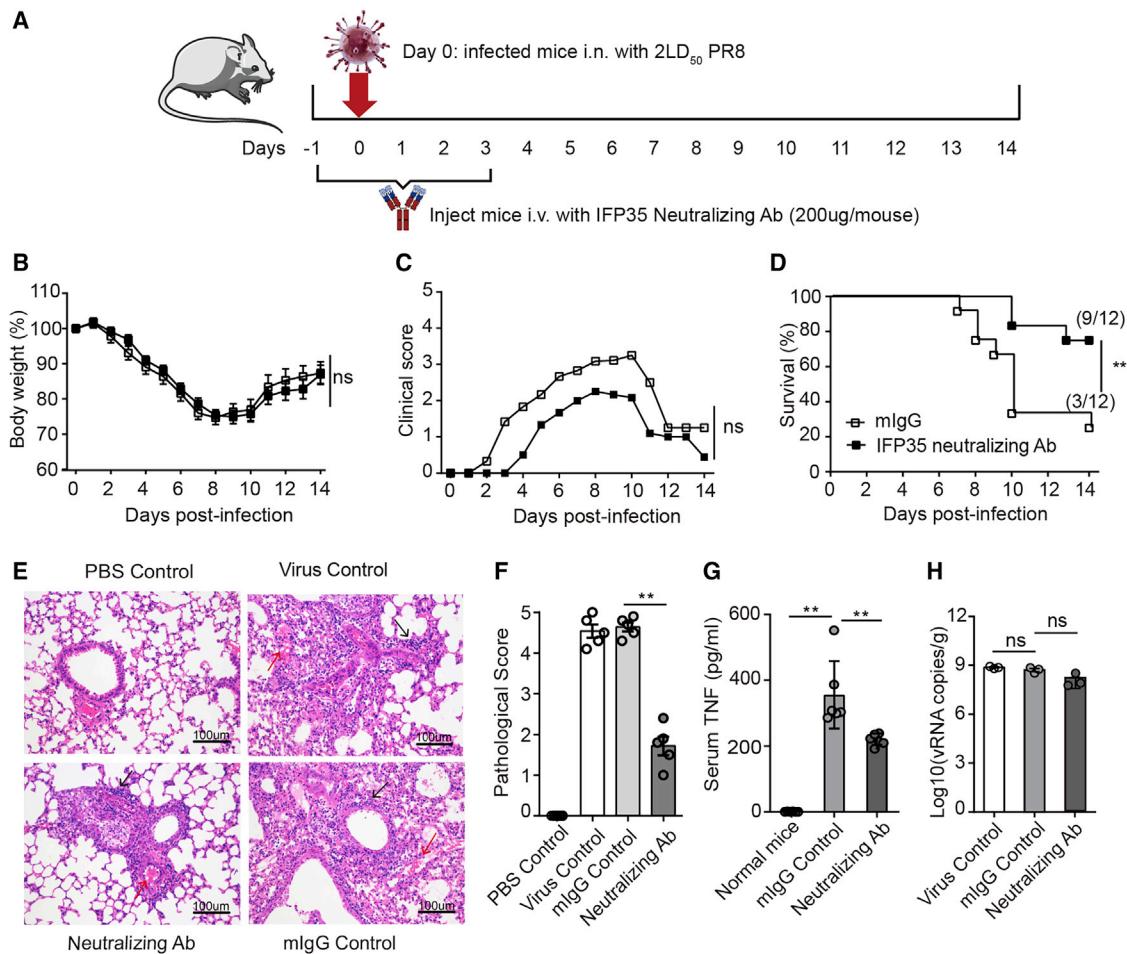 A
Day 0: infected mice i.n. with 2LD50 PR8
Days -1 0 1 2 3 4 5 6 7 8 9 10 11 12 13 14
Inject mice i.v. with IFP35 Neutralizing Ab (200ug/mouse)
B
Body weight (%)
110
100
90
80
70
60
0 2 4 6 8 10 12 14
Days post-infection
ns
C
Clinical score
5
4
3
2
1
0
0 2 4 6 8 10 12 14
Days post-infection
ns
D
Survival (%)
100
80
60
40
20
0
0 2 4 6 8 10 12 14
Days post-infection
(9/12)
**
(3/12)
mIgG
IFP35 neutralizing Ab
E
PBS Control
Virus Control
100um
100um
100um
100um
Neutralizing Ab
mIgG Control
F
Pathological Score
5
4
3
2
1
0
**
PBS Control
Virus Control
mIgG Control
Neutralizing Ab
G
Serum TNF (pg/ml)
600
400
200
0
**
**
Normal mice
mIgG Control
Neutralizing Ab
H
Log10(vRNA copies/g)
12
9
6
3
0
ns
ns
Virus Control
mIgG Control
Neutralizing Ab